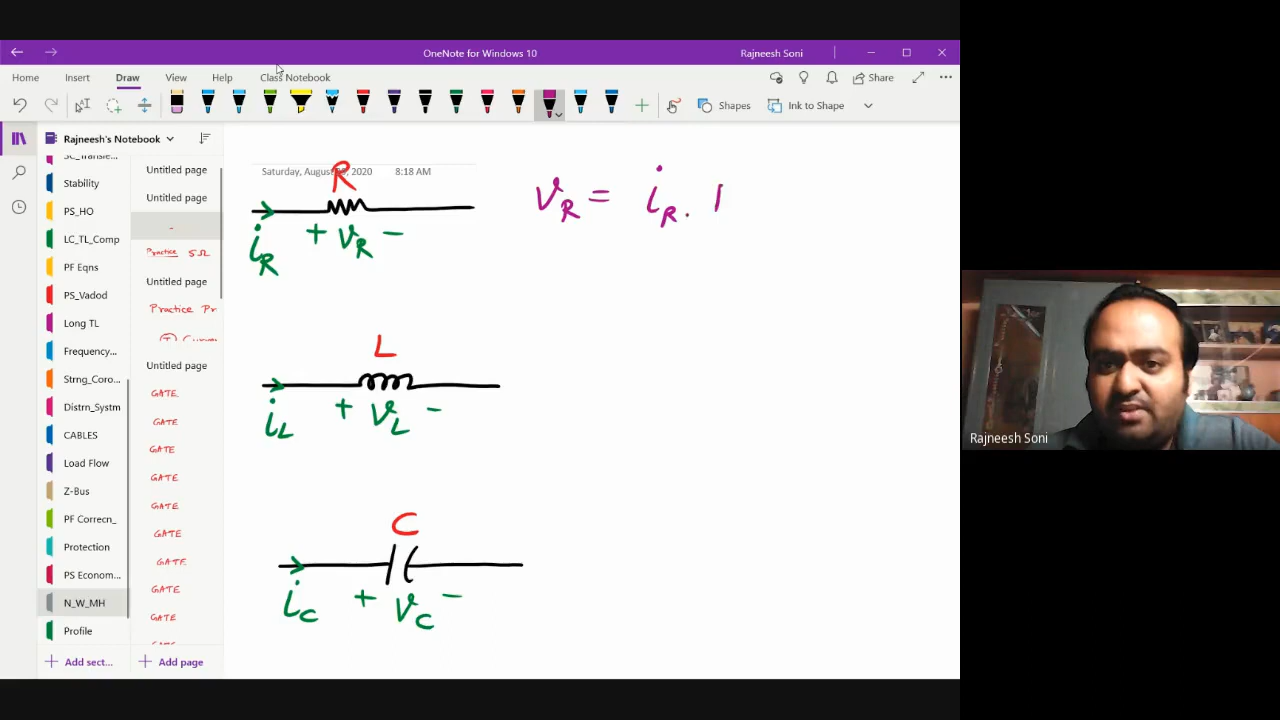 OneNote for Windows 10
Rajneesh Soni
Home Insert Draw View Help Class Notebook
Share
Shapes
Ink to Shape
Rajneesh's Notebook
Stability
PS_HO
LC_TL_Comp
PF Eqns
PS_Vadod
Long TL
Frequency...
Strng_Coro...
Distrn_Systm
CABLES
Load Flow
Z-Bus
PF Correcn_
Protection
PS Econom...
N_W_MH
Profile
Add sect...
Untitled page
Untitled page
-
Practice 5Ω
Untitled page
Practice Pr
Untitled page
GATE
GATE
GATE
GATE
GATE
GATE
GATE
GATE
GATE
Add page
Saturday, 2020 8:18 AM
R
i_R + v_R -
v_R = i_R .
L
i_L + v_L -
C
i_C + v_C -
Rajneesh Soni